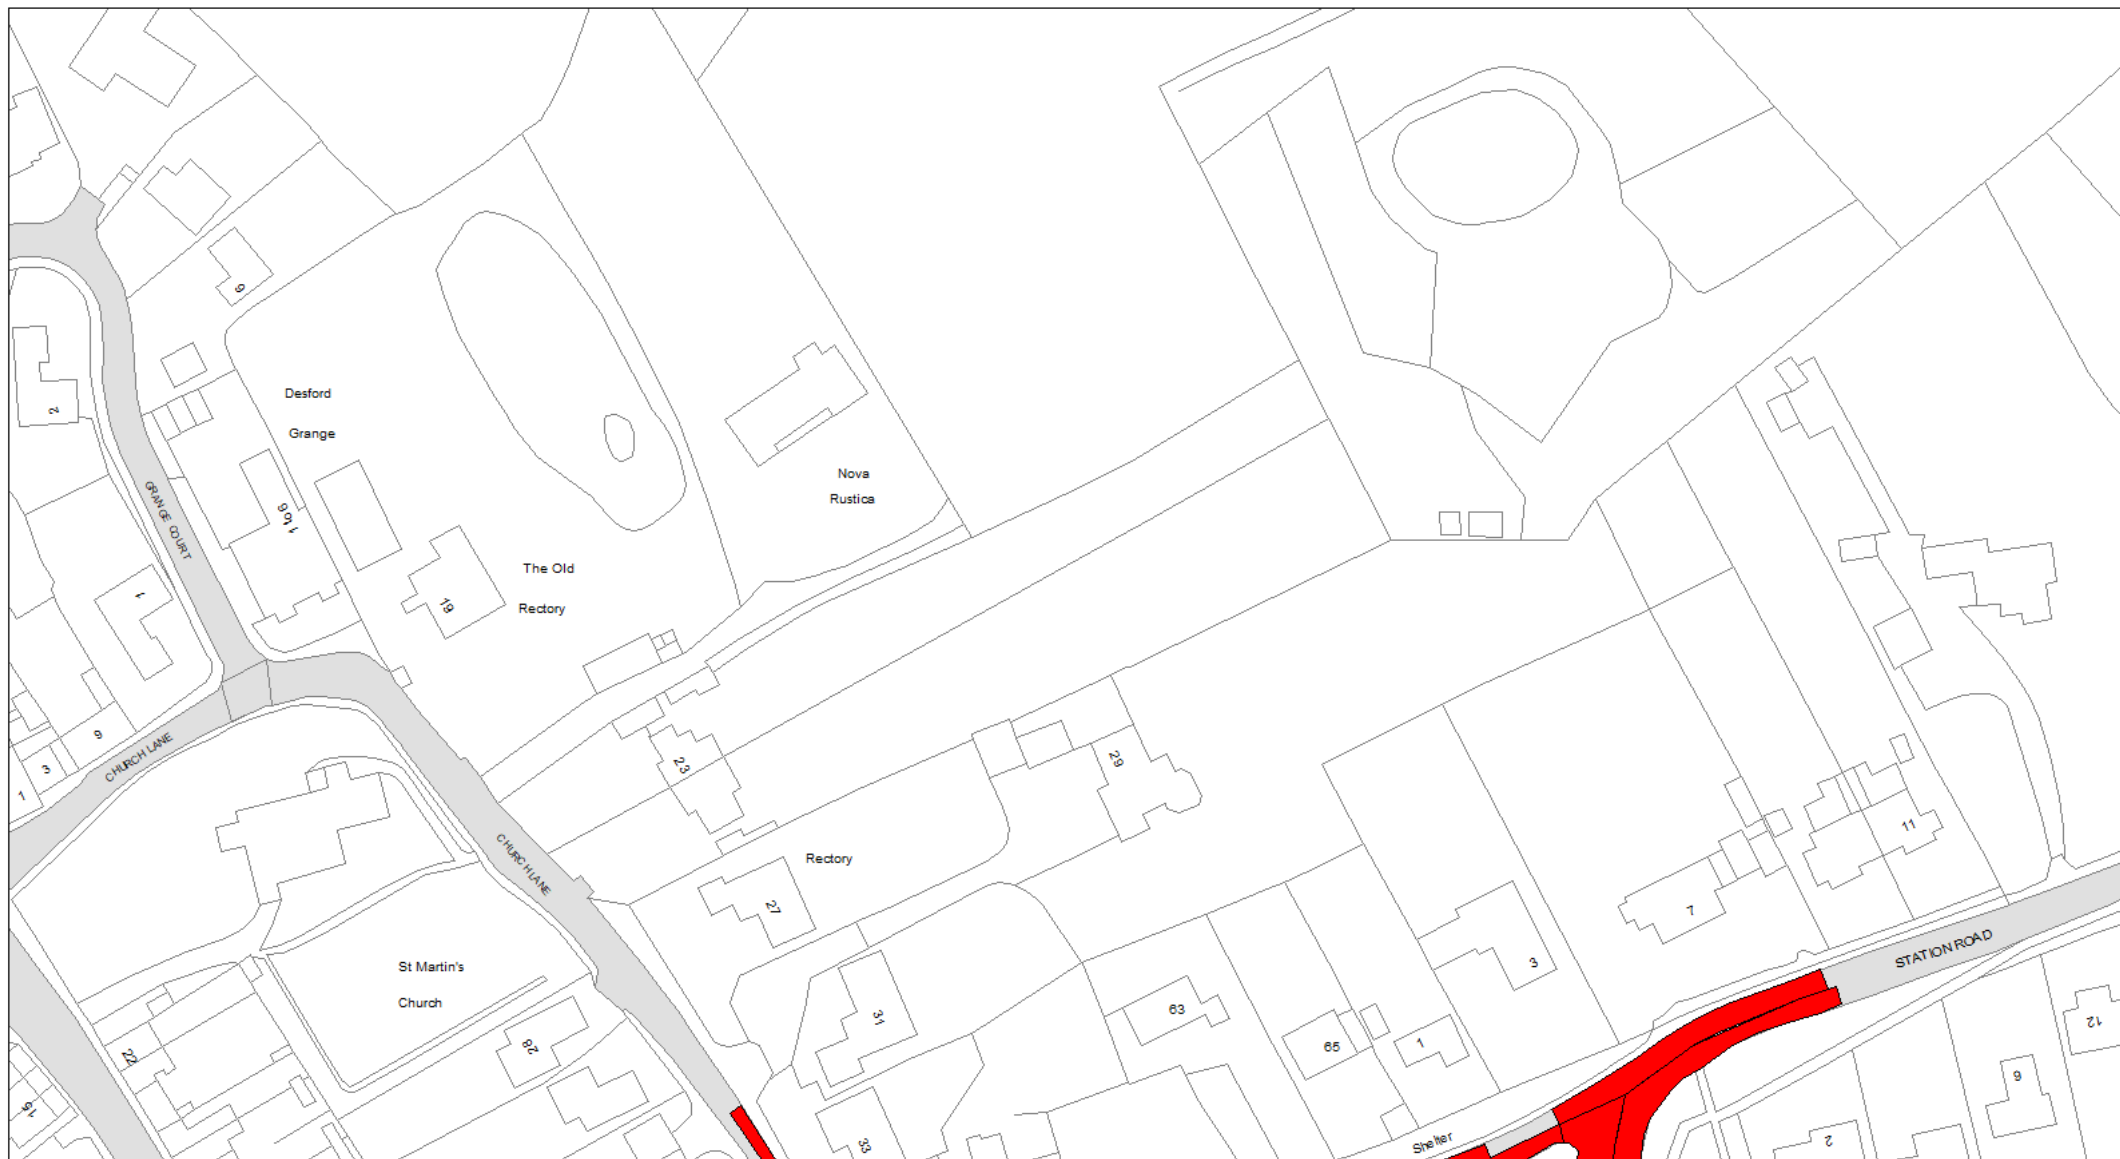 9
2
Desford
Grange
Nova
Rustica
GRANGE COURT
The Old
Rectory
19
1
23
29
9
CHURCH LANE
3
1
CHURCH LANE
Rectory
11
27
7
STATION ROAD
St Martin's
Church
3
63
31
65
1
28
22
12
9
15
33
Shelter
2